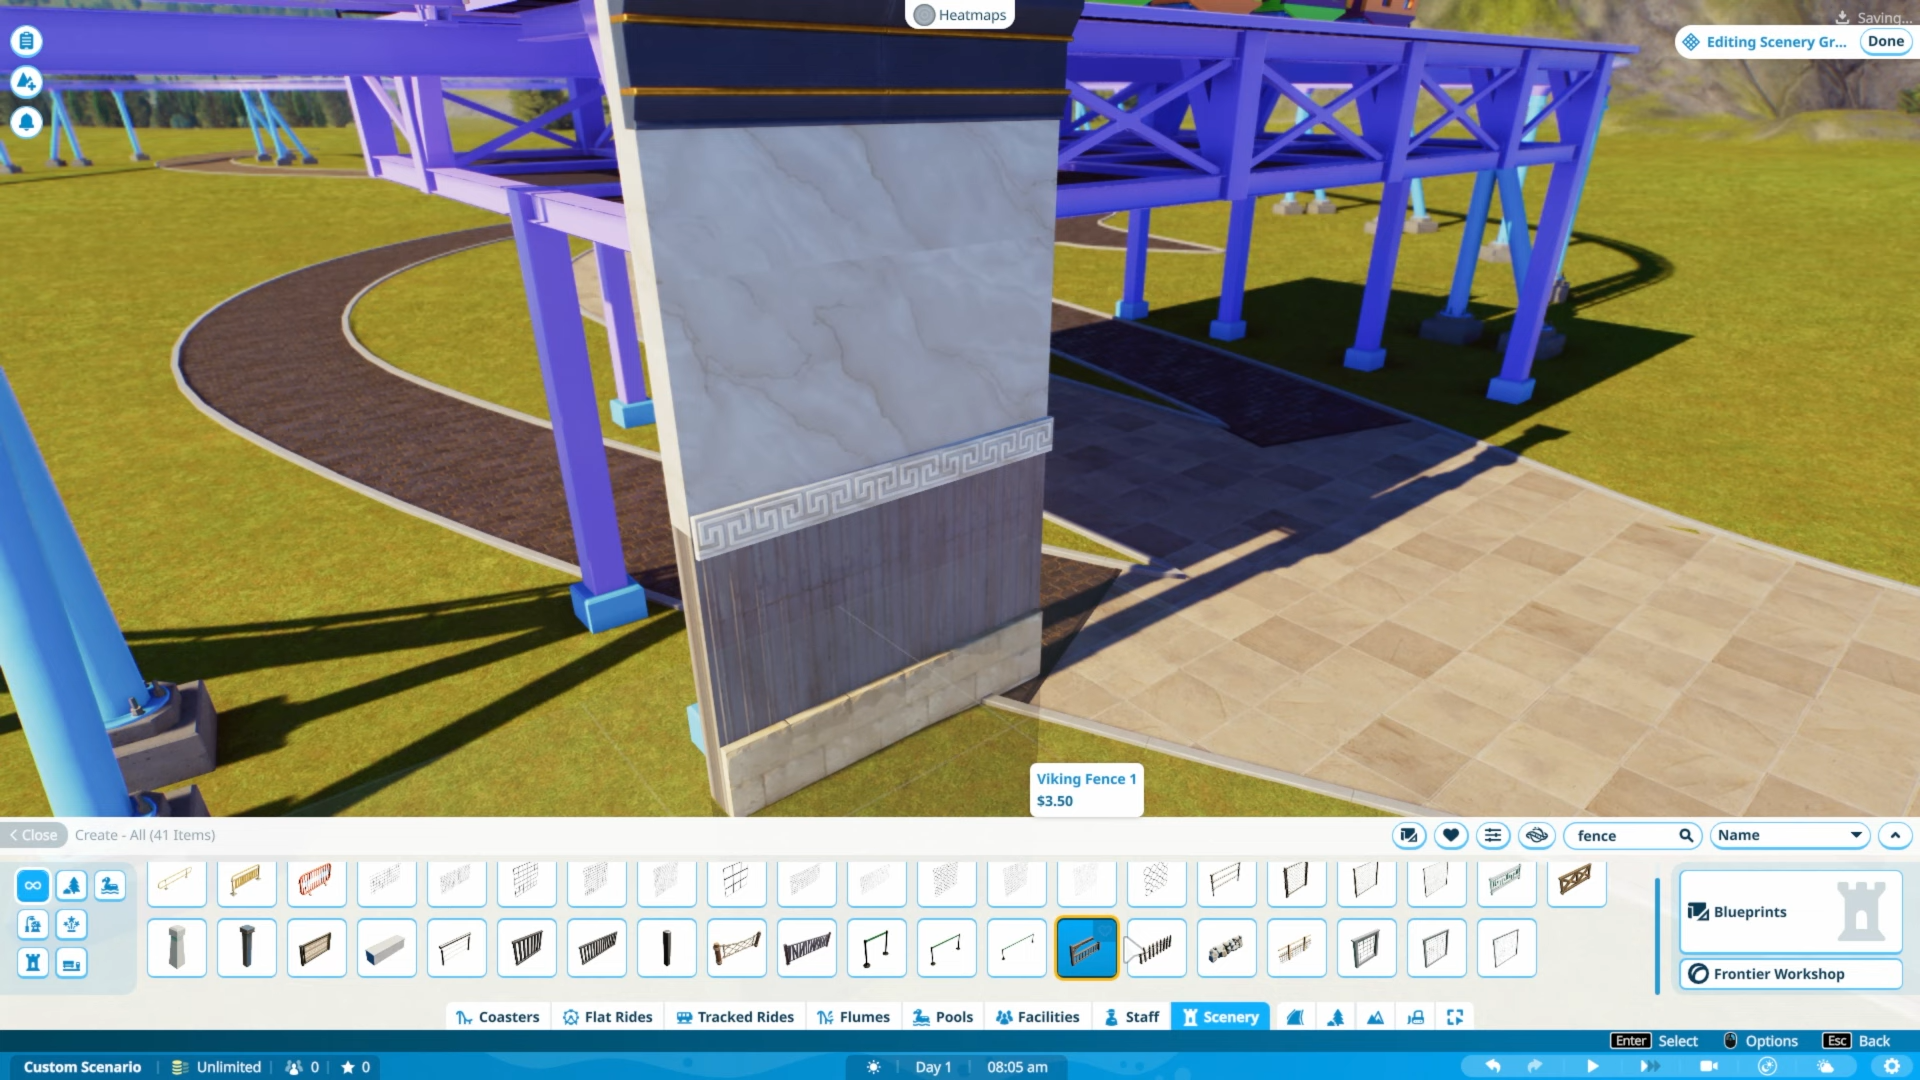 Heatmaps
Saving...
Editing Scenery Gr...
Done
Viking Fence 1
$3.50
Close
Create - All (41 Items)
fence
Name
Blueprints
Frontier Workshop
Coasters
Flat Rides
Tracked Rides
Flumes
Pools
Facilities
Staff
Scenery
Enter Select
Options
Esc Back
Custom Scenario
Unlimited
0
0
Day 1
08:05 am